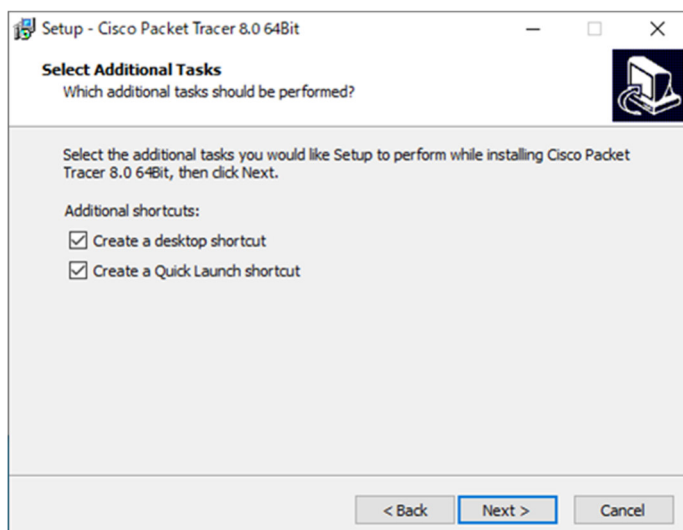 Setup - Cisco Packet Tracer 8.0 64Bit
Select Additional Tasks
Which additional tasks should be performed?
Select the additional tasks you would like Setup to perform while installing Cisco Packet
Tracer 8.0 64Bit, then click Next.
Additional shortcuts:
Create a desktop shortcut
Create a Quick Launch shortcut
< Back Next > Cancel